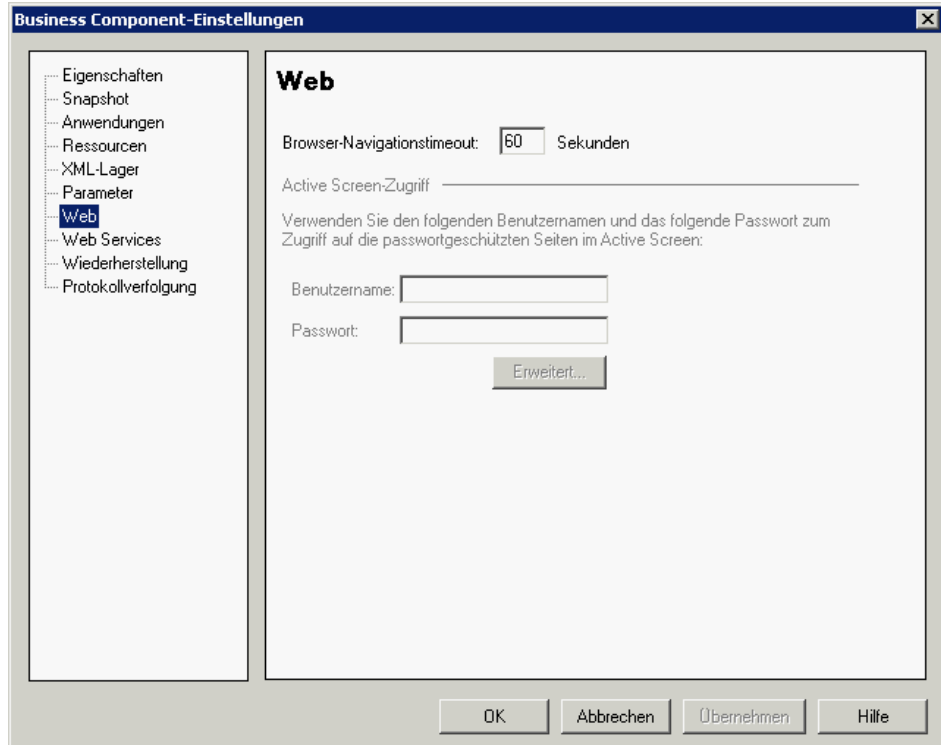 Business Component-Einstellungen
Eigenschaften
Snapshot
Anwendungen
Ressourcen
XML-Lager
Parameter
Web
Web Services
Wiederherstellung
Protokollverfolgung
Web
Browser-Navigationstimeout: 60 Sekunden
Active Screen-Zugriff
Verwenden Sie den folgenden Benutzernamen und das folgende Passwort zum
Zugriff auf die passwortgeschützten Seiten im Active Screen:
Benutzername:
Passwort:
Erweitert...
OK Abbrechen Übernehmen Hilfe